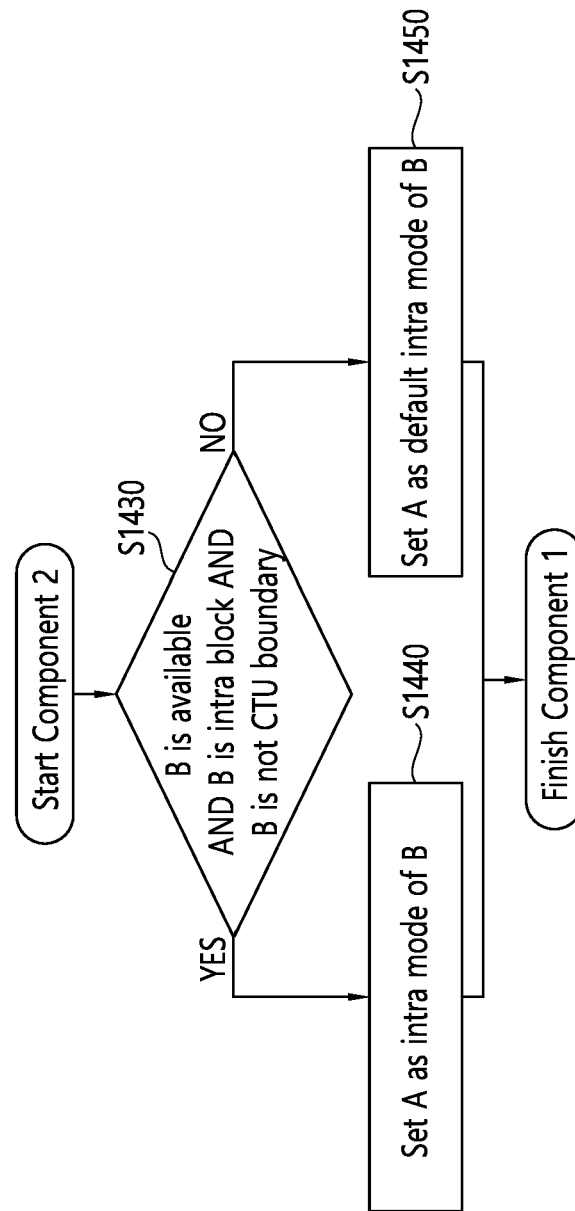 Start Component 2
S1430
B is available
AND B is intra block AND
B is not CTU boundary
YES
NO
S1440
Set A as intra mode of B
S1450
Set A as default intra mode of B
Finish Component 1